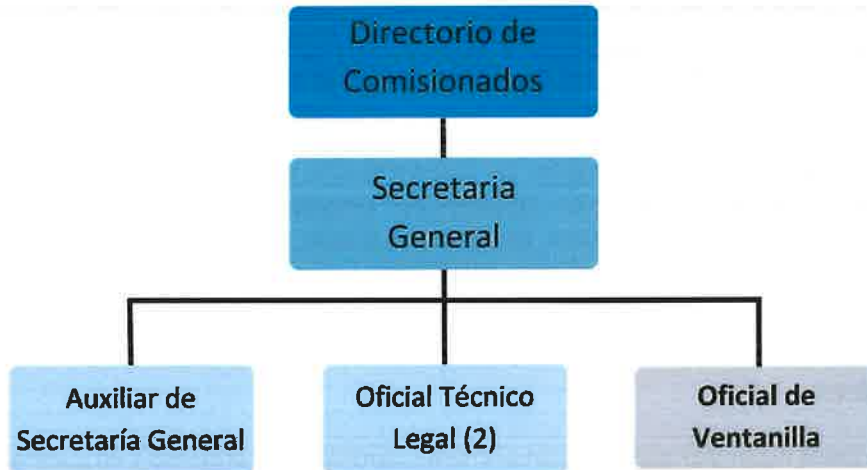 Directorio de
Comisionados
Secretaria
General
Auxiliar de
Secretaría General
Oficial Técnico
Legal (2)
Oficial de
Ventanilla